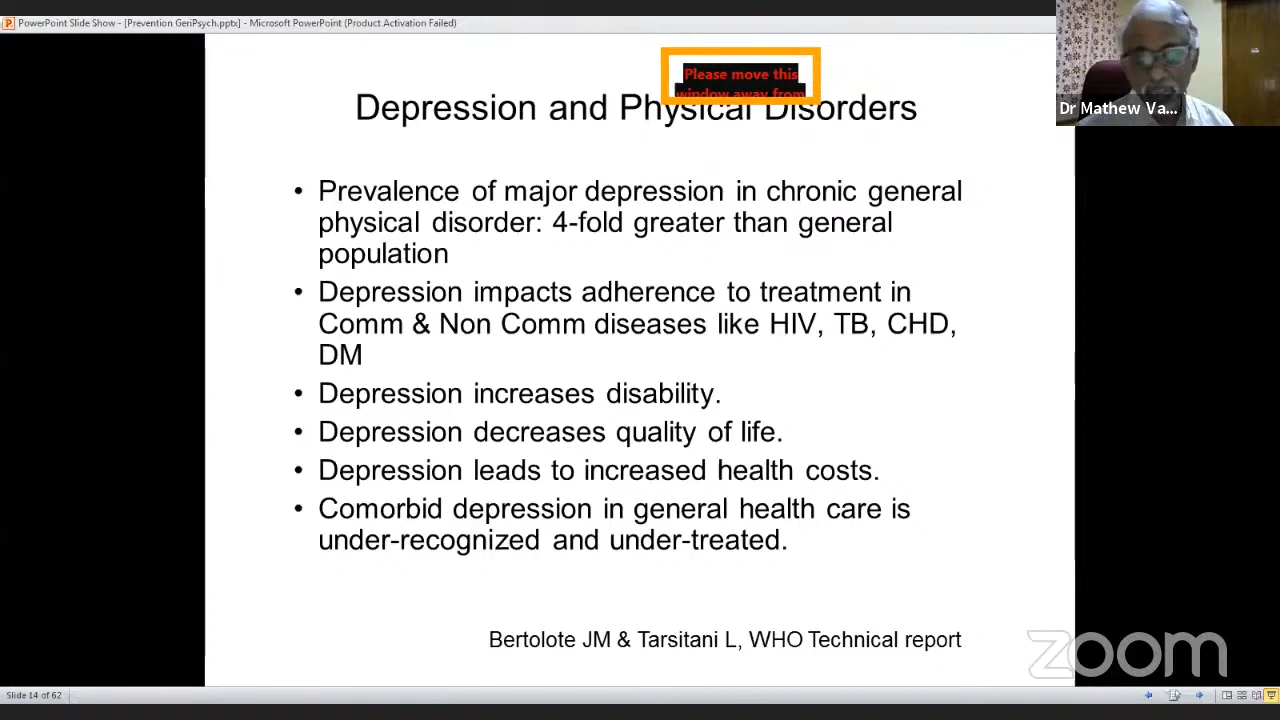 PowerPoint Slide Show - [Prevention GeriPsych.pptx] - Microsoft PowerPoint (Product Activation Failed)
Please move this
window away from
Dr Mathew Va...
Depression and Physical Disorders
• Prevalence of major depression in chronic general
physical disorder: 4-fold greater than general
population
• Depression impacts adherence to treatment in
Comm & Non Comm diseases like HIV, TB, CHD,
DM
• Depression increases disability.
• Depression decreases quality of life.
• Depression leads to increased health costs.
• Comorbid depression in general health care is
under-recognized and under-treated.
Bertolote JM & Tarsitani L, WHO Technical report
zoom
Slide 14 of 62